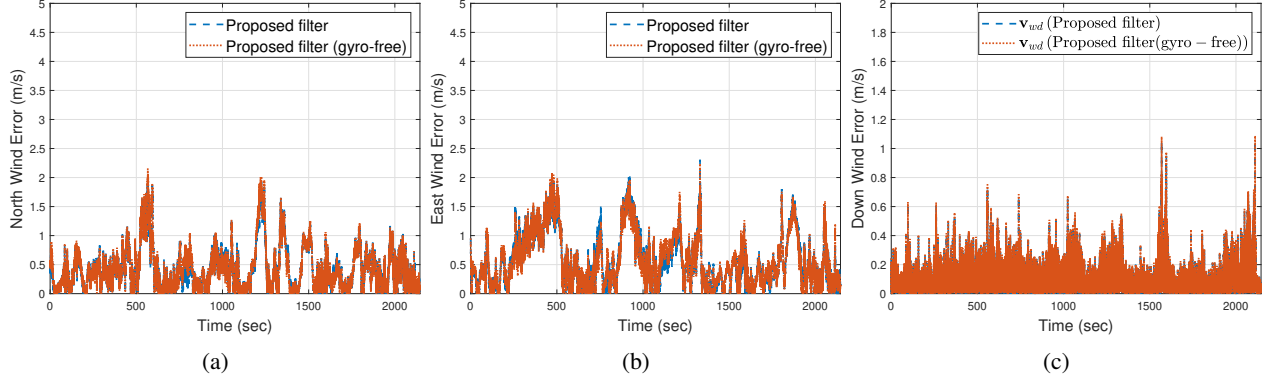 North Wind Error (m/s)
5
4.5
4
3.5
3
2.5
2
1.5
1
0.5
0
Proposed filter
Proposed filter (gyro-free)
0 500 1000 1500 2000
Time (sec)
(a)
East Wind Error (m/s)
5
4.5
4
3.5
3
2.5
2
1.5
1
0.5
0
Proposed filter
Proposed filter (gyro-free)
0 500 1000 1500 2000
Time (sec)
(b)
Down Wind Error (m/s)
2
1.8
1.6
1.4
1.2
1
0.8
0.6
0.4
0.2
0
v_wd (Proposed filter)
v_wd (Proposed filter(gyro − free))
0 500 1000 1500 2000
Time (sec)
(c)